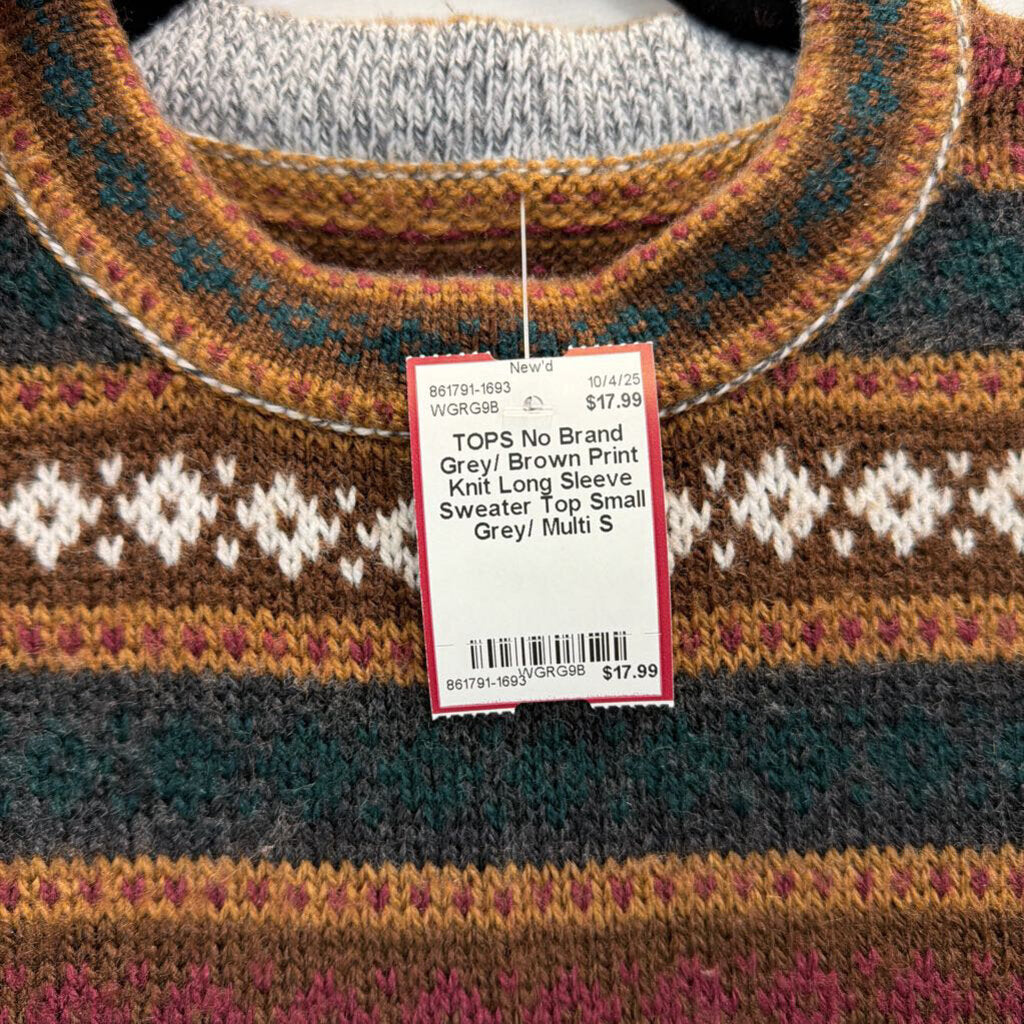 New'd
861791-1693 10/4/25
WGRG9B $17.99
TOPS No Brand
Grey/ Brown Print
Knit Long Sleeve
Sweater Top Small
Grey/ Multi S
861791-1693 WGRG9B $17.99